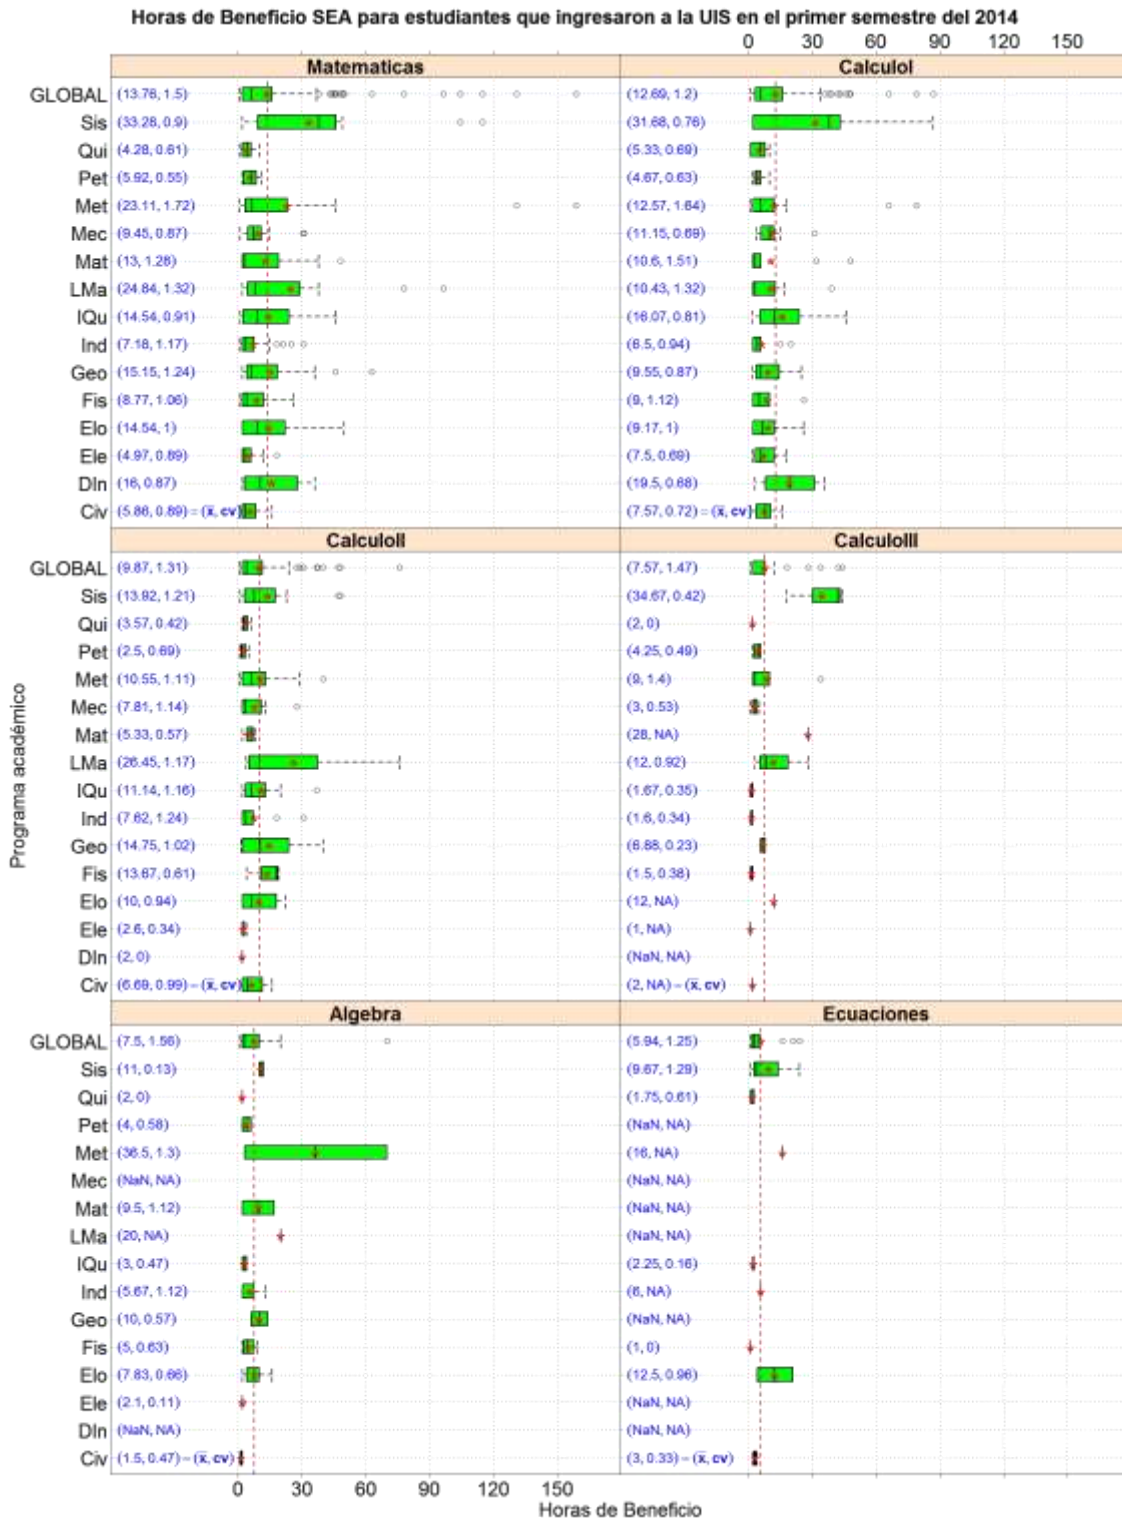 Horas de Beneficio SEA para estudiantes que ingresaron a la UIS en el primer semestre del 2014
0 30 60 90 120 150
Matematicas CalculoI
GLOBAL (13.78, 1.5) (12.69, 1.2)
Sis (33.28, 0.9) (31.68, 0.76)
Qui (4.28, 0.61) (5.33, 0.69)
Pet (5.92, 0.55) (4.67, 0.63)
Met (23.11, 1.72) (12.57, 1.64)
Mec (9.45, 0.87) (11.15, 0.69)
Mat (13, 1.28) (10.6, 1.51)
LMa (24.84, 1.32) (10.43, 1.32)
IQu (14.54, 0.91) (16.07, 0.81)
Ind (7.18, 1.17) (6.5, 0.94)
Geo (15.15, 1.24) (9.55, 0.87)
Fis (8.77, 1.06) (9, 1.12)
Elo (14.54, 1) (9.17, 1)
Ele (4.97, 0.89) (7.5, 0.69)
DIn (16, 0.87) (19.5, 0.68)
Civ (5.86, 0.89) = (x̄, cv) (7.57, 0.72) = (x̄, cv)
CalculoII CalculoIII
GLOBAL (9.87, 1.31) (7.57, 1.47)
Sis (13.92, 1.21) (34.67, 0.42)
Qui (3.57, 0.42) (2, 0)
Pet (2.5, 0.69) (4.25, 0.49)
Met (10.55, 1.11) (9, 1.4)
Mec (7.81, 1.14) (3, 0.53)
Mat (5.33, 0.57) (28, NA)
LMa (26.45, 1.17) (12, 0.92)
IQu (11.14, 1.16) (1.67, 0.35)
Ind (7.62, 1.24) (1.6, 0.34)
Geo (14.75, 1.02) (6.88, 0.23)
Fis (13.67, 0.61) (1.5, 0.38)
Elo (10, 0.94) (12, NA)
Ele (2.6, 0.34) (1, NA)
DIn (2, 0) (NaN, NA)
Civ (6.69, 0.99) = (x̄, cv) (2, NA) = (x̄, cv)
Algebra Ecuaciones
GLOBAL (7.5, 1.56) (5.94, 1.25)
Sis (11, 0.13) (9.67, 1.29)
Qui (2, 0) (1.75, 0.61)
Pet (4, 0.58) (NaN, NA)
Met (36.5, 1.3) (16, NA)
Mec (NaN, NA) (NaN, NA)
Mat (9.5, 1.12) (NaN, NA)
LMa (20, NA) (NaN, NA)
IQu (3, 0.47) (2.25, 0.16)
Ind (5.67, 1.12) (6, NA)
Geo (10, 0.57) (NaN, NA)
Fis (5, 0.63) (1, 0)
Elo (7.83, 0.66) (12.5, 0.96)
Ele (2.1, 0.11) (NaN, NA)
DIn (NaN, NA) (NaN, NA)
Civ (1.5, 0.47) = (x̄, cv) (3, 0.33) = (x̄, cv)
0 30 60 90 120 150
Horas de Beneficio
Programa académico